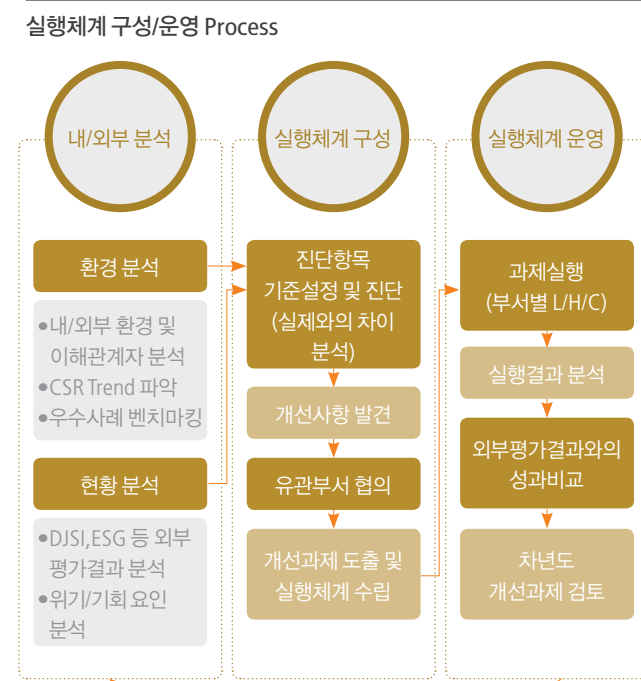 실행체계 구성/운영 Process
내/외부 분석
환경 분석
●내/외부 환경 및
이해관계자 분석
●CSR Trend 파악
●우수사례 벤치마킹
현황 분석
●DJSI,ESG 등 외부
평가결과 분석
●위기/기회 요인
분석
실행체계 구성
진단항목
기준설정 및 진단
(실제와의 차이
분석)
개선사항 발견
유관부서 협의
개선과제 도출 및
실행체계 수립
실행체계 운영
과제실행
(부서별 L/H/C)
실행결과 분석
외부평가결과와의
성과비교
차년도
개선과제 검토